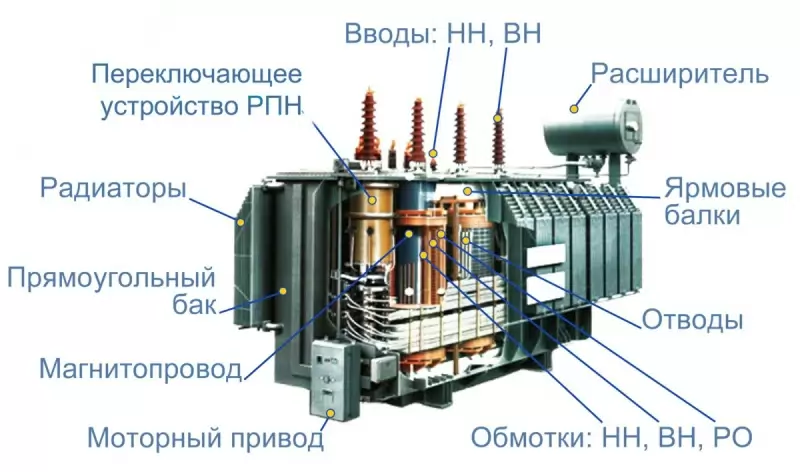 Вводы: НН, ВН
Переключающее
устройство РПН
Расширитель
Радиаторы
Ярмовые
балки
Прямоугольный
бак
Отводы
Магнитопровод
Моторный привод
Обмотки: НН, ВН, РО